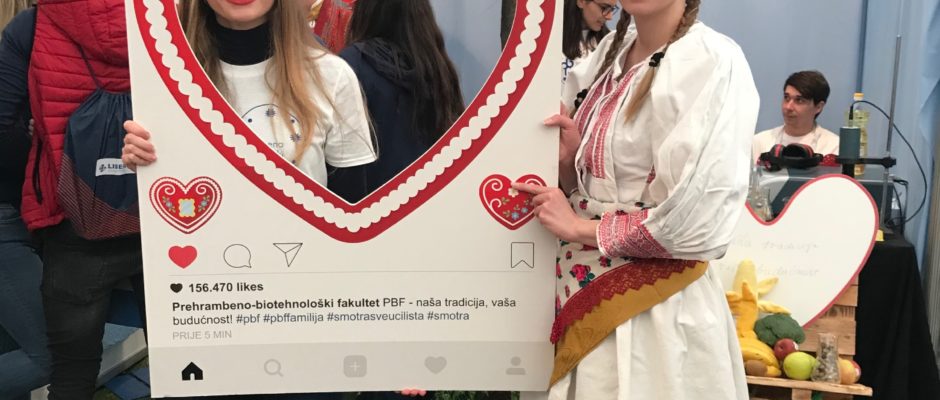 156.470 likes
Prehrambeno-biotehnološki fakultet PBF - naša tradicija, vaša
budućnost! #pbf #pbffamilija #smotrasveucilista #smotra
PRIJE 5 MIN